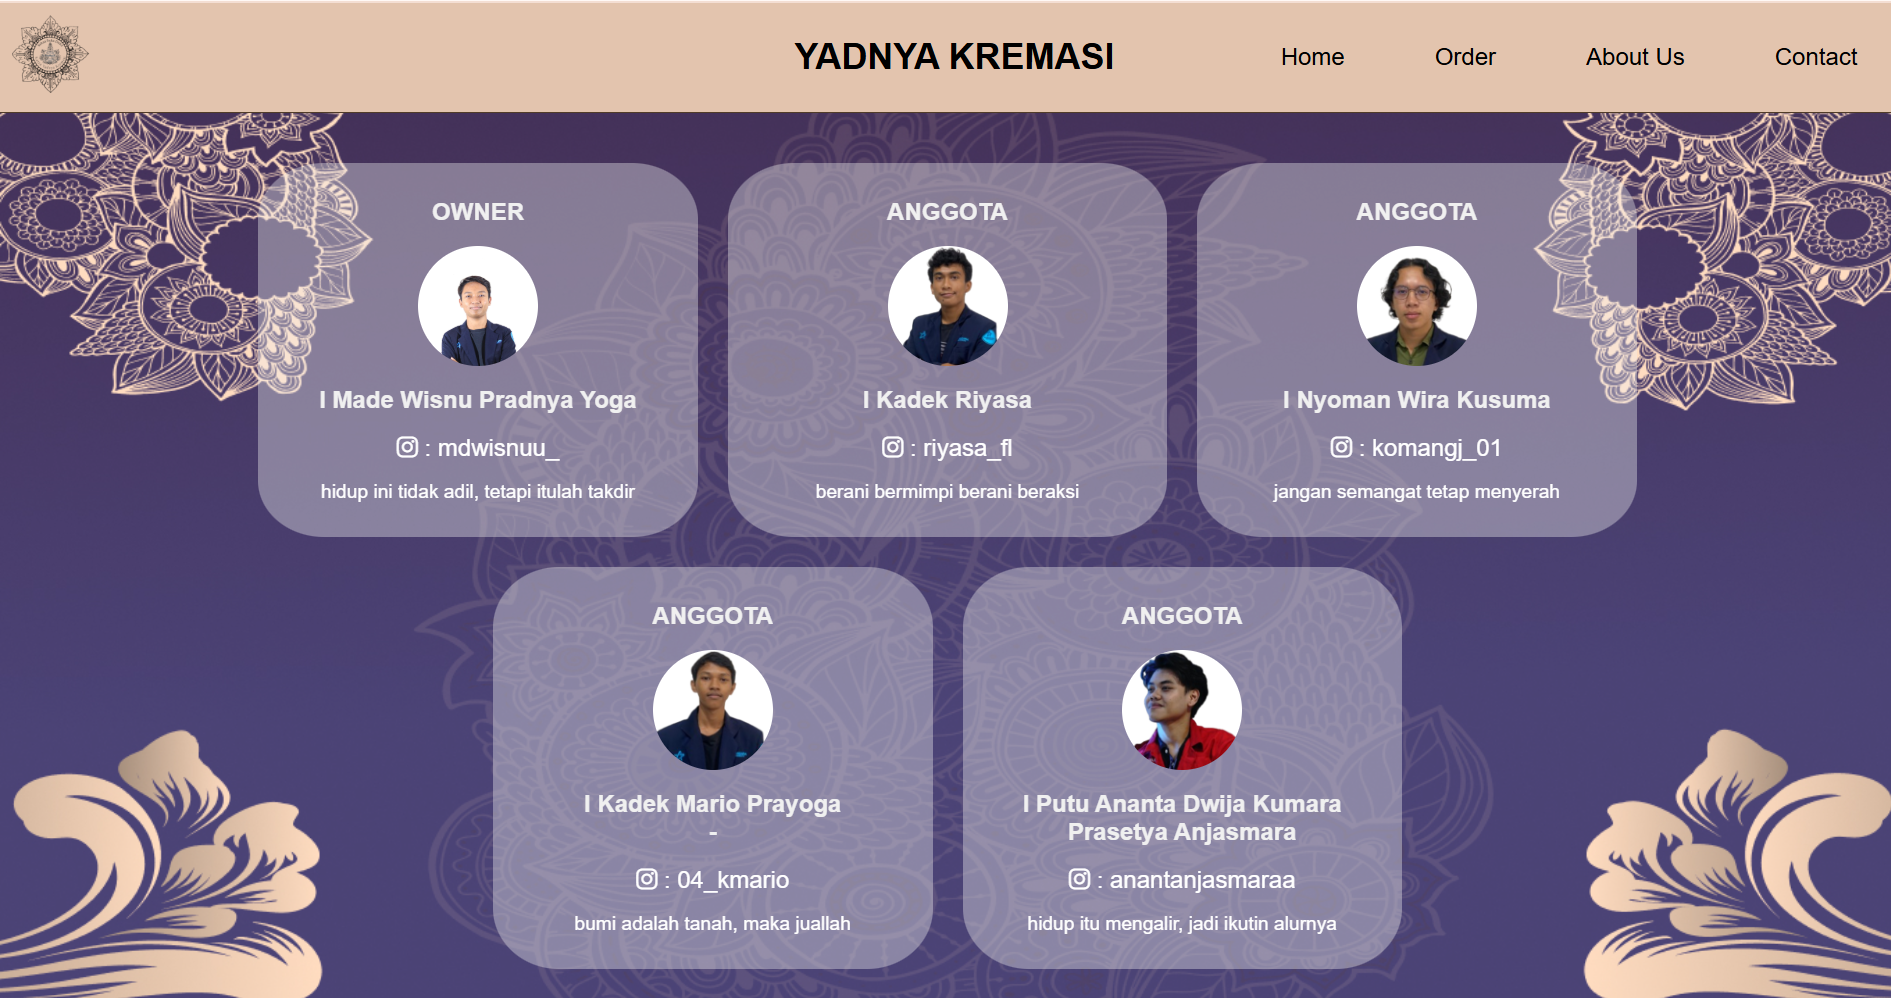 YADNYA KREMASI
Home
Order
About Us
Contact
OWNER
I Made Wisnu Pradnya Yoga
: mdwisnuu_
hidup ini tidak adil, tetapi itulah takdir
ANGGOTA
I Kadek Riyasa
: riyasa_fl
berani bermimpi berani beraksi
ANGGOTA
I Nyoman Wira Kusuma
: komangj_01
jangan semangat tetap menyerah
ANGGOTA
I Kadek Mario Prayoga
-
: 04_kmario
bumi adalah tanah, maka juallah
ANGGOTA
I Putu Ananta Dwija Kumara
Prasetya Anjasmara
: anantanjasmaraa
hidup itu mengalir, jadi ikutin alurnya